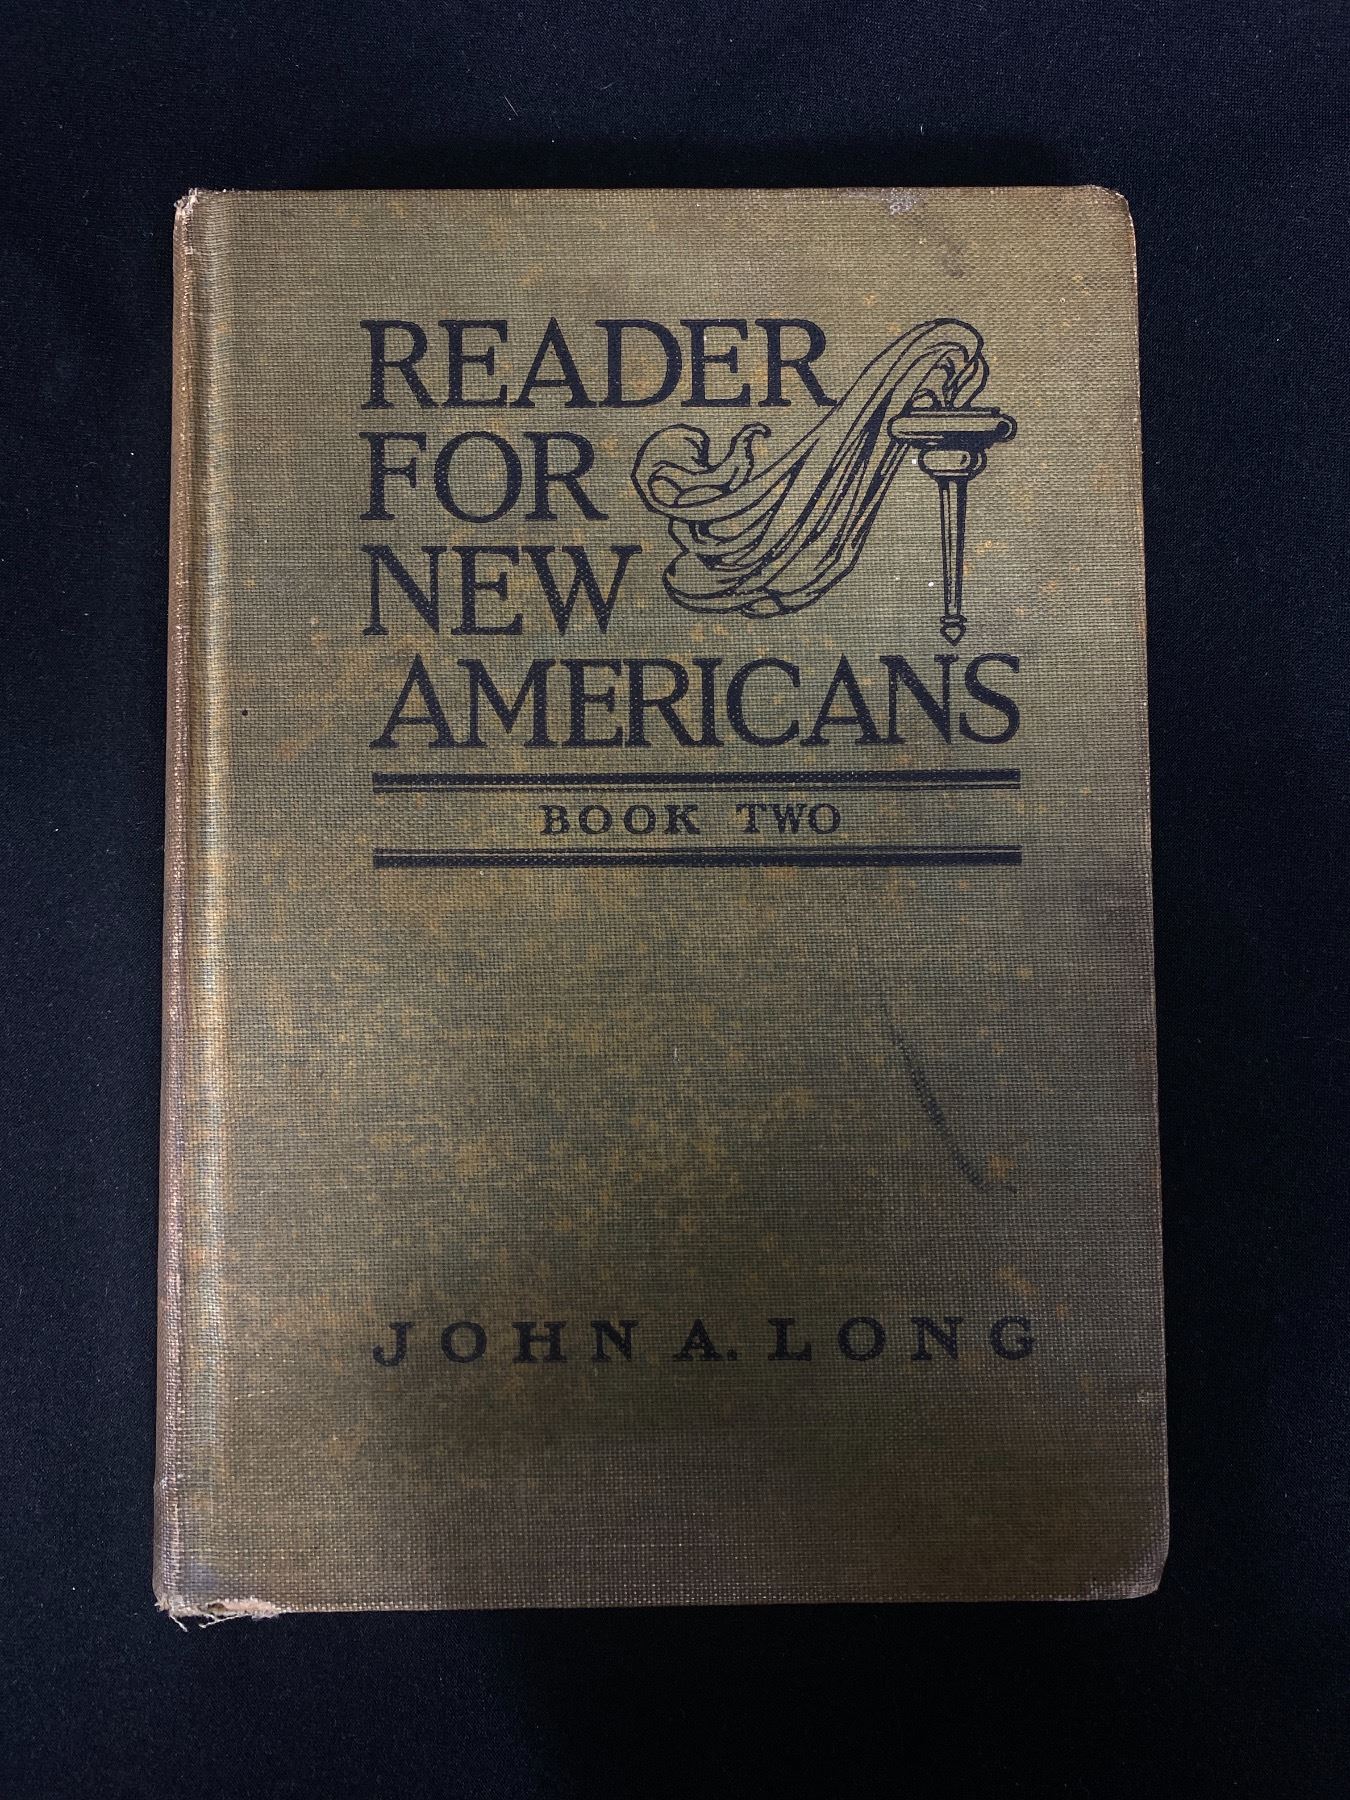 READER
FOR
NEW
AMERICANS
BOOK TWO
JOHN A. LONG